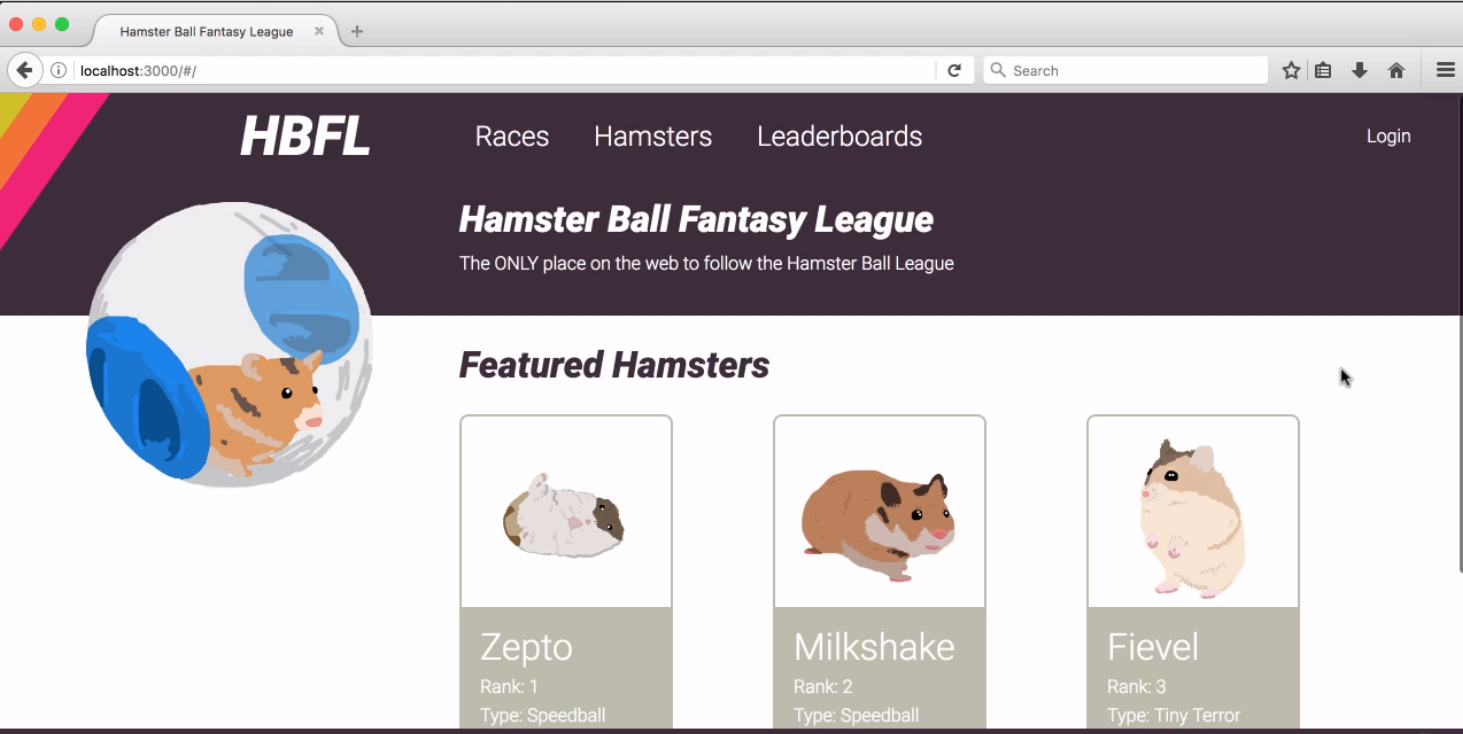 Hamster Ball Fantasy League
localhost:3000/#/
Search
HBFL
Races
Hamsters
Leaderboards
Login
Hamster Ball Fantasy League
The ONLY place on the web to follow the Hamster Ball League
Featured Hamsters
Zepto
Rank: 1
Type: Speedball
Milkshake
Rank: 2
Type: Speedball
Fievel
Rank: 3
Type: Tiny Terror